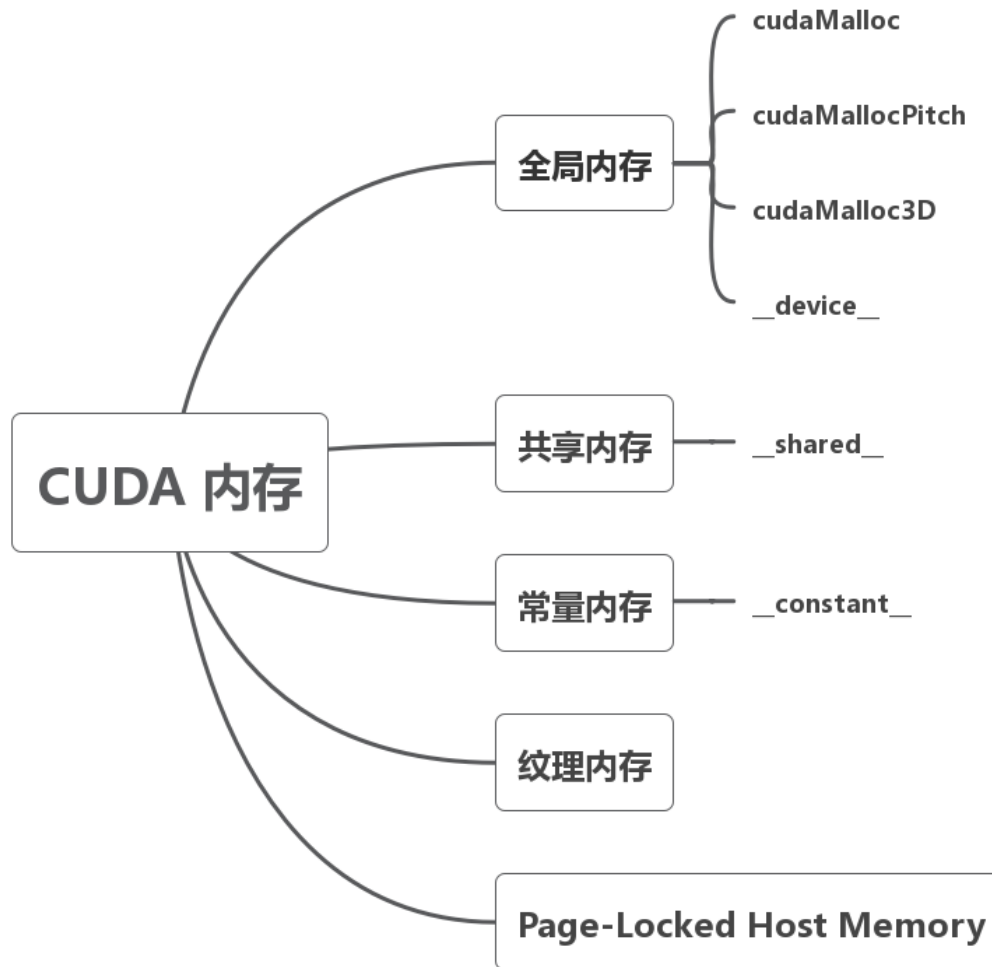 cudaMalloc
cudaMallocPitch
全局内存
cudaMalloc3D
__device__
共享内存
__shared__
CUDA 内存
常量内存
__constant__
纹理内存
Page-Locked Host Memory